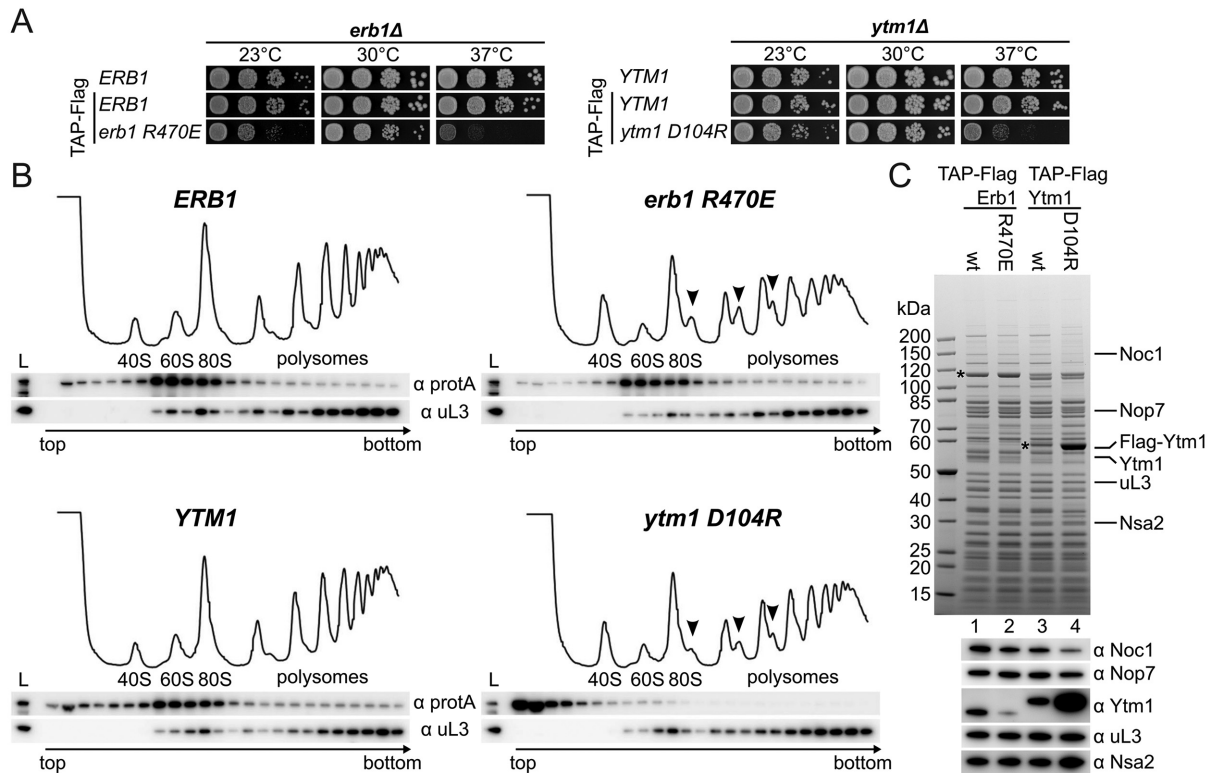 A
erb1Δ
23°C 30°C 37°C
ERB1
TAP-Flag
ERB1
erb1 R470E
ytm1Δ
23°C 30°C 37°C
YTM1
TAP-Flag
YTM1
ytm1 D104R
B
ERB1
40S 60S 80S polysomes
L
α protA
α uL3
top bottom
erb1 R470E
40S 60S 80S polysomes
L
top bottom
YTM1
40S 60S 80S polysomes
L
α protA
α uL3
top bottom
ytm1 D104R
40S 60S 80S polysomes
L
top bottom
C
TAP-Flag TAP-Flag
Erb1 Ytm1
wt R470E wt D104R
kDa
200
150
120
100
85
70
60
50
40
30
25
20
15
*
*
Noc1
Nop7
Flag-Ytm1
Ytm1
uL3
Nsa2
1 2 3 4
α Noc1
α Nop7
α Ytm1
α uL3
α Nsa2